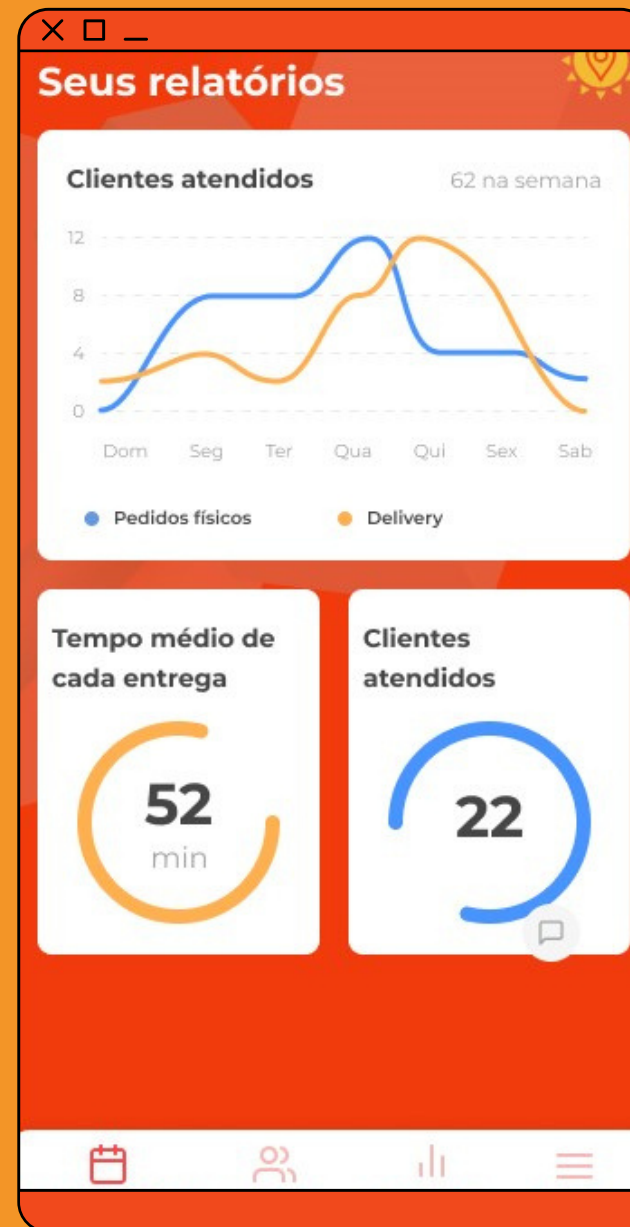 Seus relatórios
Clientes atendidos 62 na semana
12
8
4
0
Dom Seg Ter Qua Qui Sex Sab
Pedidos físicos Delivery
Tempo médio de
cada entrega
52
min
Clientes
atendidos
22